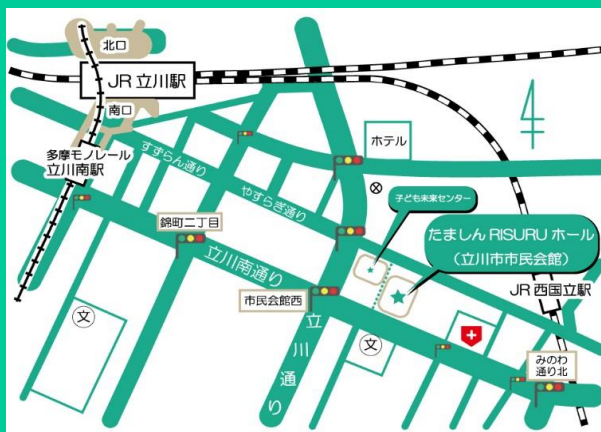 北口
JR 立川駅
南口
多摩モノレール
立川南駅
すずらん通り
やすらぎ通り
ホテル
子ども未来センター
たましん RISURU ホール
(立川市市民会館)
錦町二丁目
立川南通り
市民会館西
立川通り
JR 西国立駅
文
文
みのわ
通り北